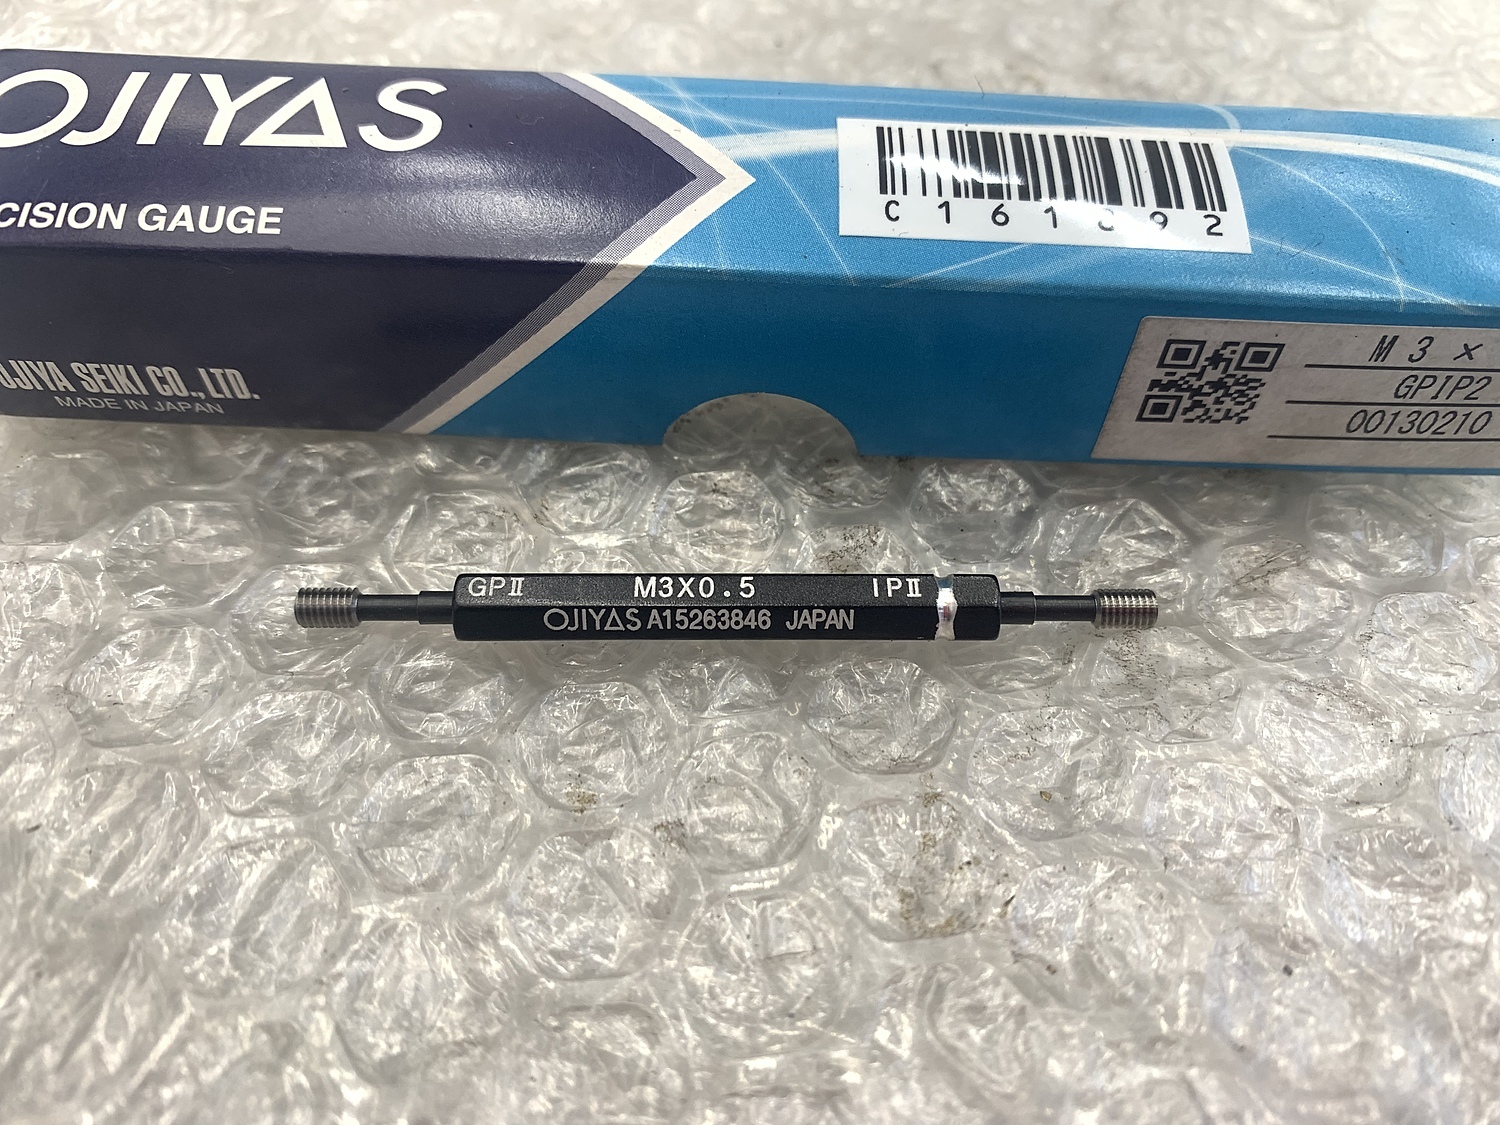 OJIYAS
CISION GAUGE
OJIYA SEIKI CO., LTD.
MADE IN JAPAN
M 3 ×
GPIP2
00130210
GPⅡ M3X0.5 IPⅡ
OJIYAS A15263846 JAPAN